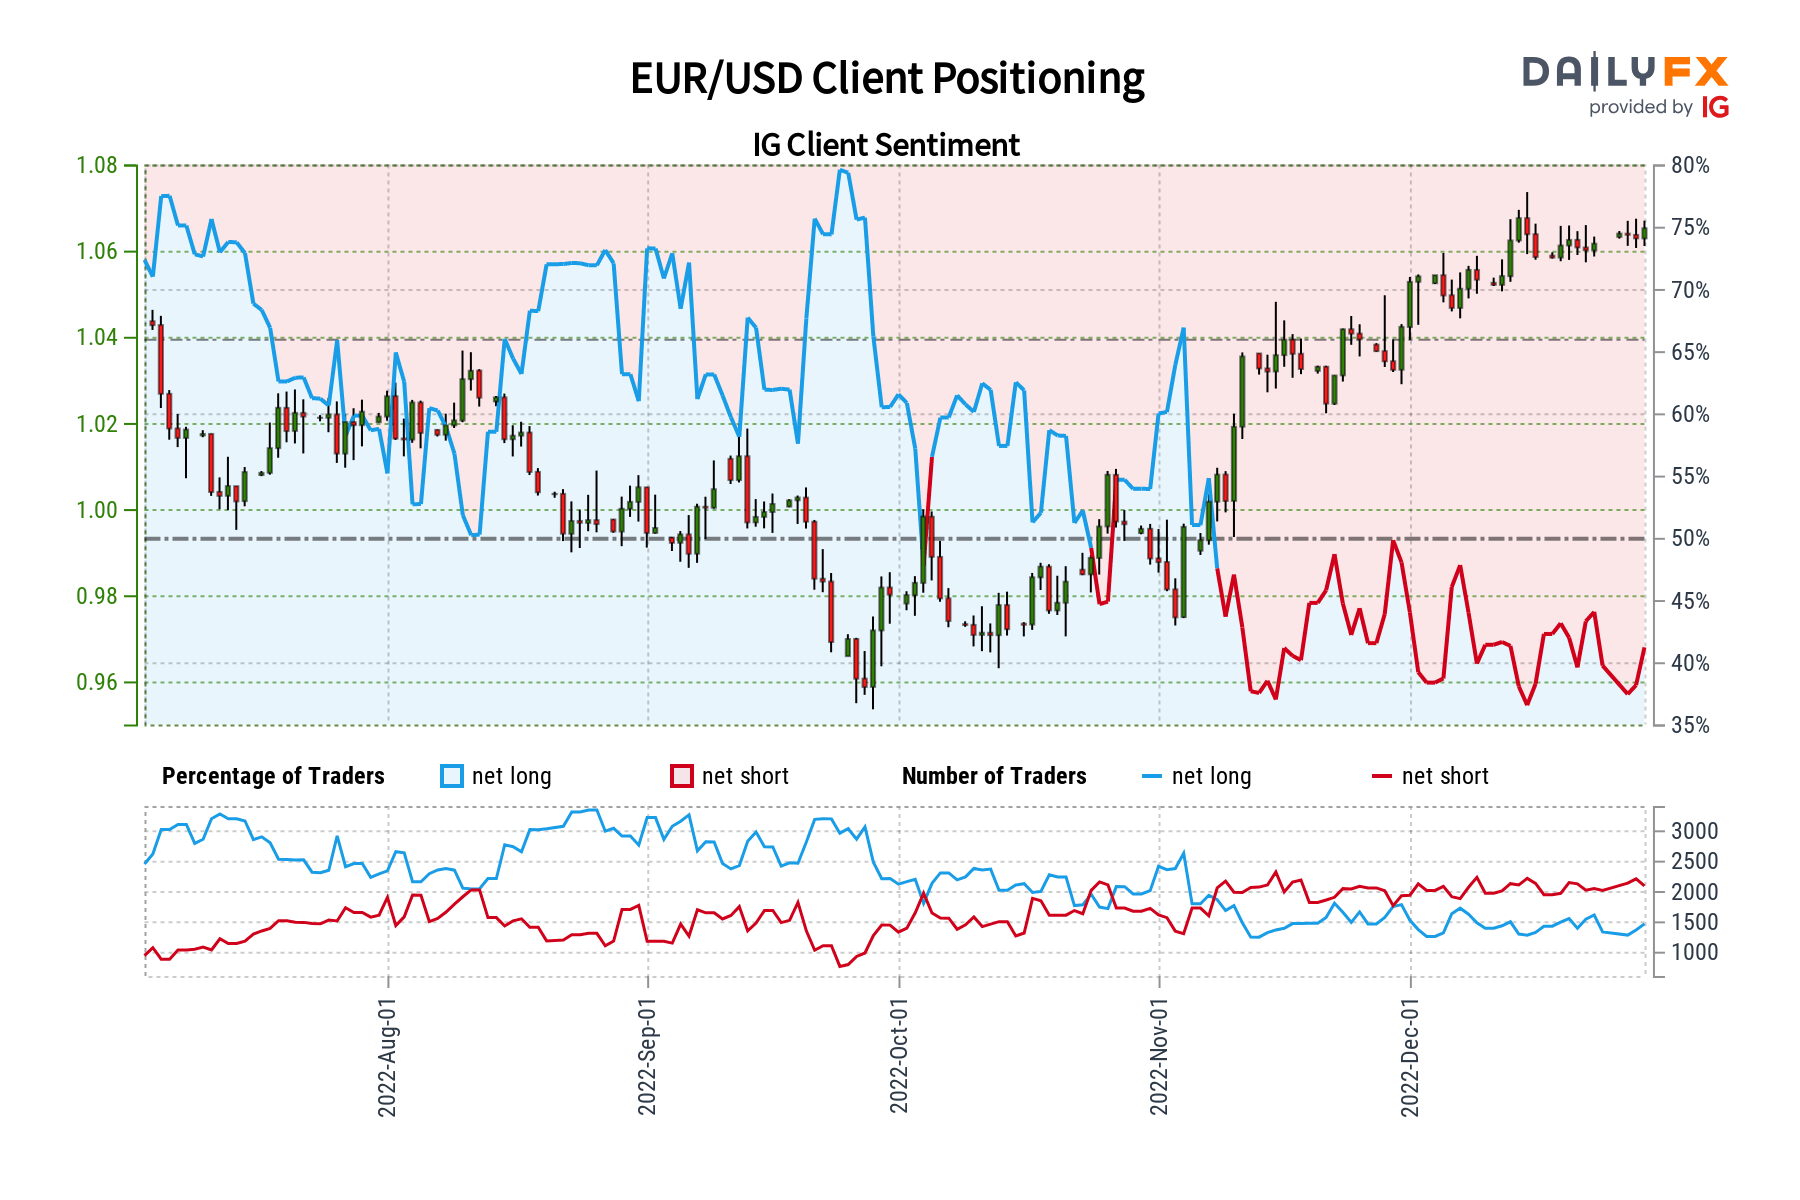 EUR/USD Client Positioning
DAILYFX
provided by IG
IG Client Sentiment
1.08
1.06
1.04
1.02
1.00
0.98
0.96
80%
75%
70%
65%
60%
55%
50%
45%
40%
35%
Percentage of Traders net long net short Number of Traders net long net short
3000
2500
2000
1500
1000
2022-Aug-01
2022-Sep-01
2022-Oct-01
2022-Nov-01
2022-Dec-01